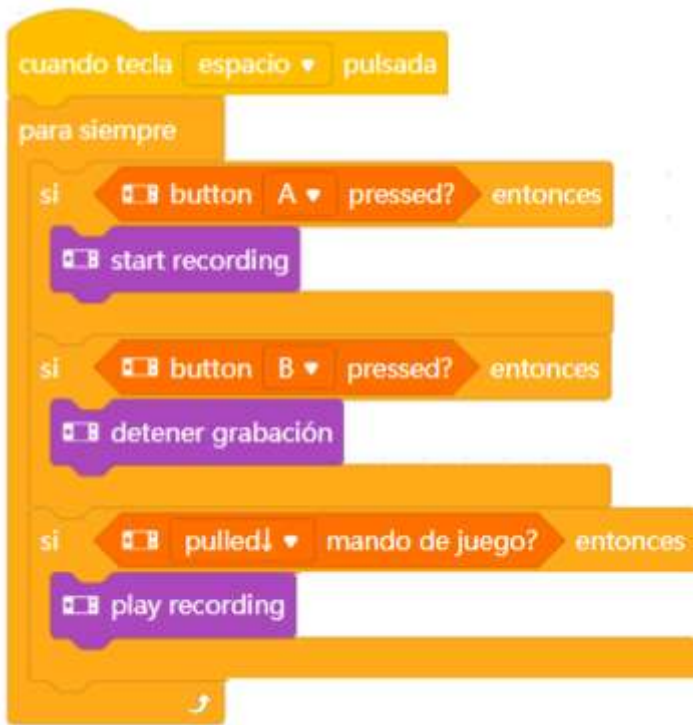 cuando tecla espacio pulsada
para siempre
si button A pressed? entonces
start recording
si button B pressed? entonces
detener grabación
si pulled↓ mando de juego? entonces
play recording